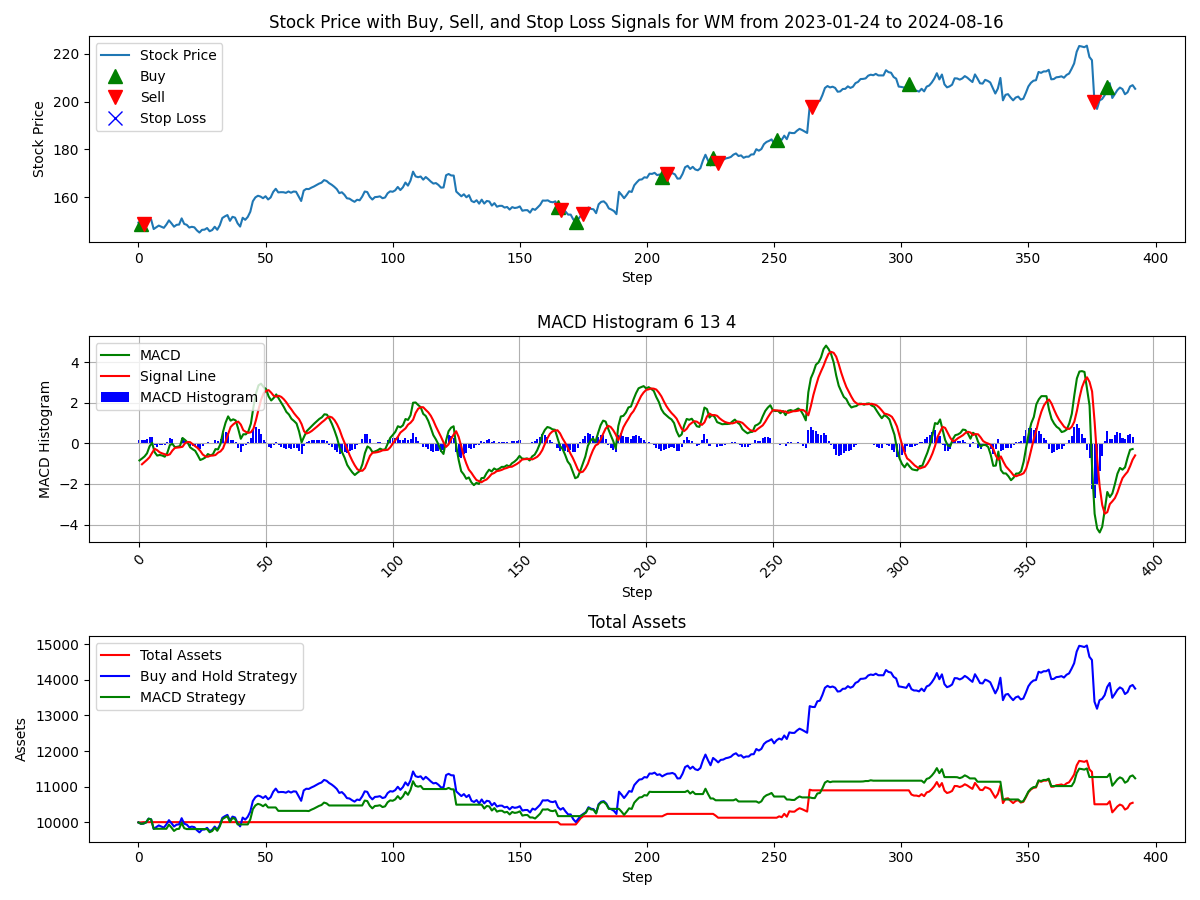 Stock Price with Buy, Sell, and Stop Loss Signals for WM from 2023-01-24 to 2024-08-16
Stock Price
Buy
Sell
Stop Loss
Stock Price
220
200
180
160
0 50 100 150 200 250 300 350 400
Step
MACD Histogram 6 13 4
MACD
Signal Line
MACD Histogram
MACD Histogram
4
2
0
−2
−4
0 50 100 150 200 250 300 350 400
Step
Total Assets
Total Assets
Buy and Hold Strategy
MACD Strategy
Assets
15000
14000
13000
12000
11000
10000
0 50 100 150 200 250 300 350 400
Step